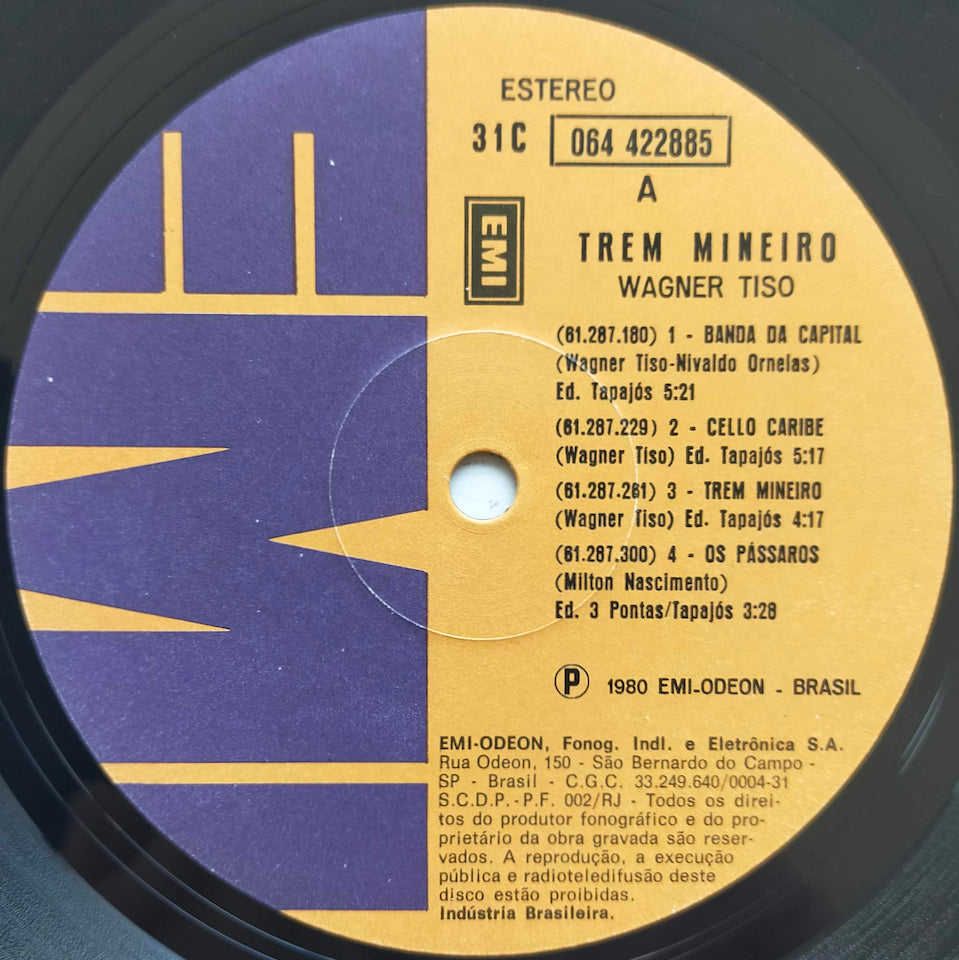 ESTEREO
31C 064 422885
A
EMI
TREM MINEIRO
WAGNER TISO
(61.287.180) 1 - BANDA DA CAPITAL
(Wagner Tiso-Nivaldo Ornelas)
Ed. Tapajós 5:21
(61.287.229) 2 - CELLO CARIBE
(Wagner Tiso) Ed. Tapajós 5:17
(61.287.261) 3 - TREM MINEIRO
(Wagner Tiso) Ed. Tapajós 4:17
(61.287.300) 4 - OS PÁSSAROS
(Milton Nascimento)
Ed. 3 Pontas/Tapajós 3:28
Ⓟ 1980 EMI-ODEON - BRASIL
EMI-ODEON, Fonog. Indl. e Eletrônica S.A.
Rua Odeon, 150 - São Bernardo do Campo -
SP - Brasil - C.G.C. 33.249.640/0004-31
S.C.D.P. - P.F. 002/RJ - Todos os direi-
tos do produtor fonográfico e do pro-
prietário da obra gravada são reser-
vados. A reprodução, a execução
pública e radioteledifusão deste
disco estão proibidas.
Indústria Brasileira.